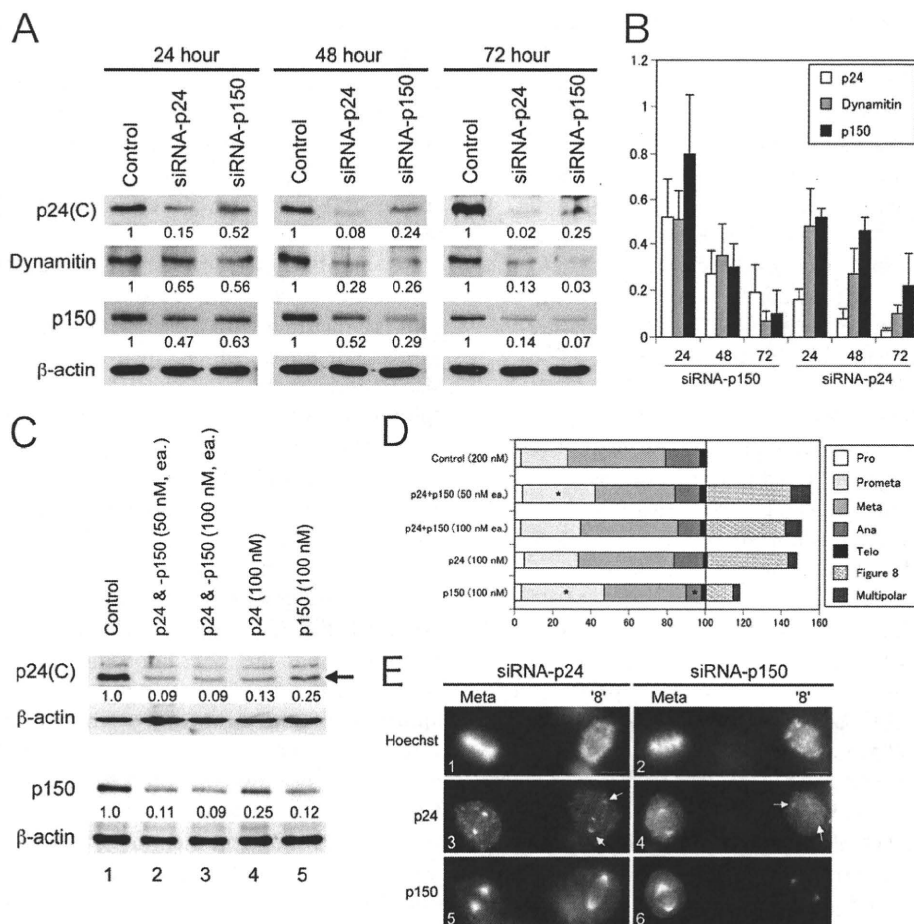 A
24 hour 48 hour 72 hour
Control siRNA-p24 siRNA-p150 Control siRNA-p24 siRNA-p150 Control siRNA-p24 siRNA-p150
p24(C)
1 0.15 0.52 1 0.08 0.24 1 0.02 0.25
Dynamitin
1 0.65 0.56 1 0.28 0.26 1 0.13 0.03
p150
1 0.47 0.63 1 0.52 0.29 1 0.14 0.07
β-actin
B
1.2
1
0.8
0.6
0.4
0.2
0
p24
Dynamitin
p150
24 48 72 24 48 72
siRNA-p150 siRNA-p24
C
Control
p24 & -p150 (50 nM, ea.)
p24 & -p150 (100 nM, ea.)
p24 (100 nM)
p150 (100 nM)
p24(C)
1.0 0.09 0.09 0.13 0.25
β-actin
p150
1.0 0.11 0.09 0.25 0.12
β-actin
1 2 3 4 5
D
Control (200 nM)
p24+p150 (50 nM ea.)
*
p24+p150 (100 nM ea.)
p24 (100 nM)
p150 (100 nM)
* *
0 20 40 60 80 100 120 140 160
Pro
Prometa
Meta
Ana
Telo
Figure 8
Multipolar
E
siRNA-p24 siRNA-p150
Meta '8' Meta '8'
Hoechst
1 2
p24
3 4
p150
5 6